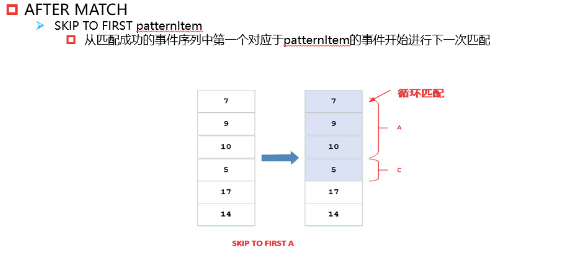 AFTER MATCH
SKIP TO FIRST patternItem
从匹配成功的事件序列中第一个对应于patternItem的事件开始进行下一次匹配
循环匹配
7 7
9 9
A
10 10
5 5
C
17 17
14 14
SKIP TO FIRST A